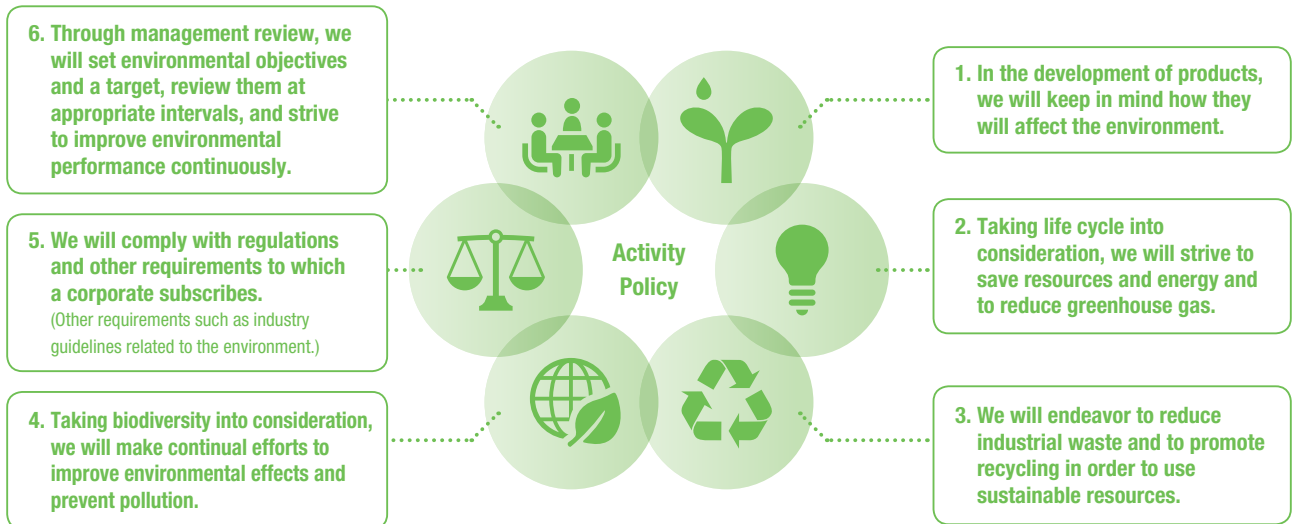 Activity
Policy
1. In the development of products,
we will keep in mind how they
will affect the environment.
2. Taking life cycle into
consideration, we will strive to
save resources and energy and
to reduce greenhouse gas.
3. We will endeavor to reduce
industrial waste and to promote
recycling in order to use
sustainable resources.
4. Taking biodiversity into consideration,
we will make continual efforts to
improve environmental effects and
prevent pollution.
5. We will comply with regulations
and other requirements to which
a corporate subscribes.
(Other requirements such as industry
guidelines related to the environment.)
6. Through management review, we
will set environmental objectives
and a target, review them at
appropriate intervals, and strive
to improve environmental
performance continuously.